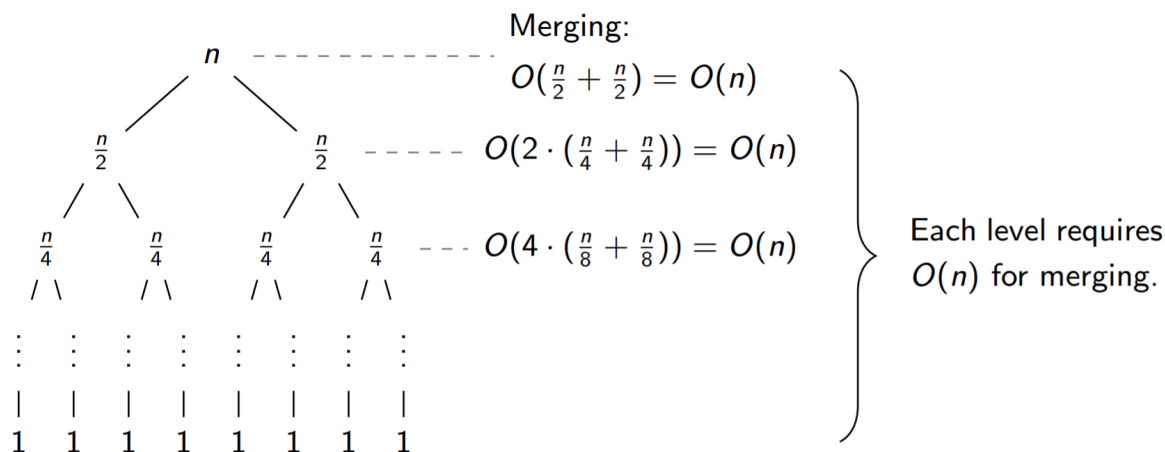 Merging:
n
O(n/2 + n/2) = O(n)
n/2 n/2 O(2 · (n/4 + n/4)) = O(n)
n/4 n/4 n/4 n/4 O(4 · (n/8 + n/8)) = O(n)
Each level requires
O(n) for merging.
⋮ ⋮ ⋮ ⋮ ⋮ ⋮ ⋮ ⋮
1 1 1 1 1 1 1 1